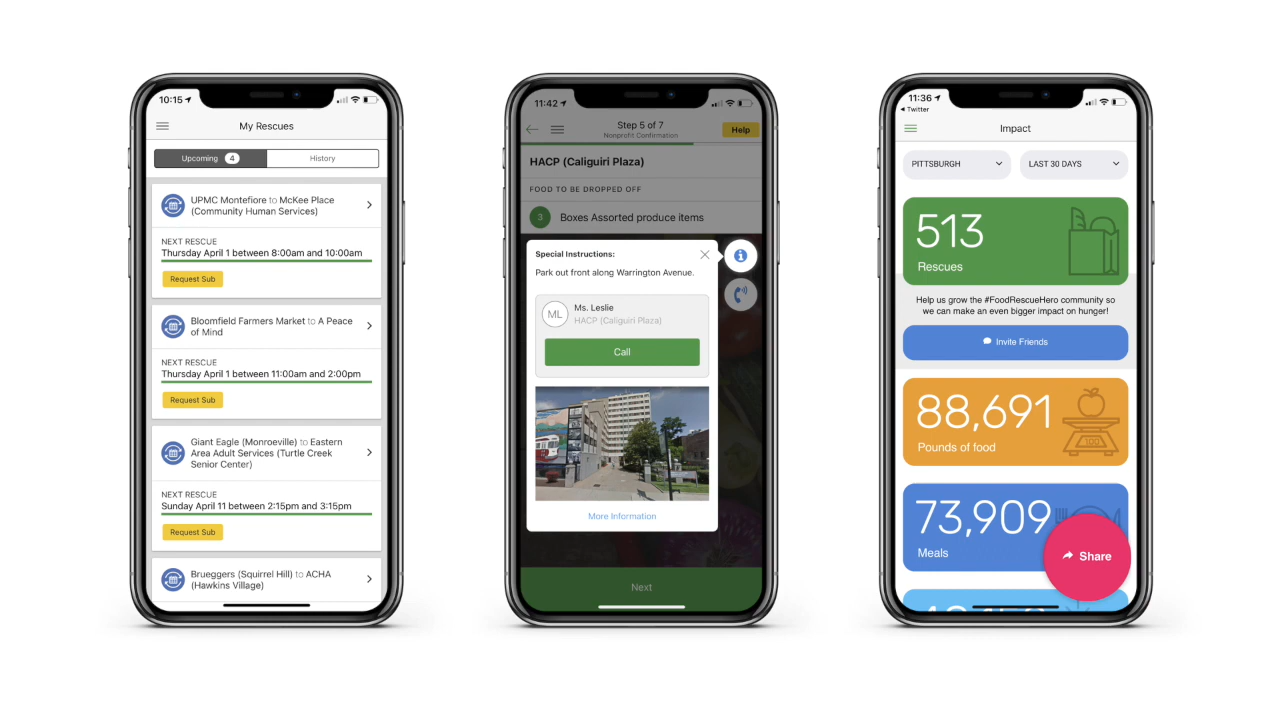 10:15
My Rescues
Upcoming 4
History
UPMC Montefiore to McKee Place
(Community Human Services)
NEXT RESCUE
Thursday April 1 between 8:00am and 10:00am
Request Sub
Bloomfield Farmers Market to A Peace
of Mind
NEXT RESCUE
Thursday April 1 between 11:00am and 2:00pm
Request Sub
Giant Eagle (Monroeville) to Eastern
Area Adult Services (Turtle Creek
Senior Center)
NEXT RESCUE
Sunday April 11 between 2:15pm and 3:15pm
Request Sub
Brueggers (Squirrel Hill) to ACHA
(Hawkins Village)
11:42
Step 5 of 7
Nonprofit Confirmation
Help
HACP (Caliguiri Plaza)
FOOD TO BE DROPPED OFF
3 Boxes Assorted produce items
Special Instructions:
Park out front along Warrington Avenue.
ML
Ms. Leslie
HACP (Caliguiri Plaza)
Call
More Information
Next
11:36
Twitter
Impact
PITTSBURGH
LAST 30 DAYS
513
Rescues
Help us grow the #FoodRescueHero community so
we can make an even bigger impact on hunger!
Invite Friends
88,691
Pounds of food
100
73,909
Meals
Share